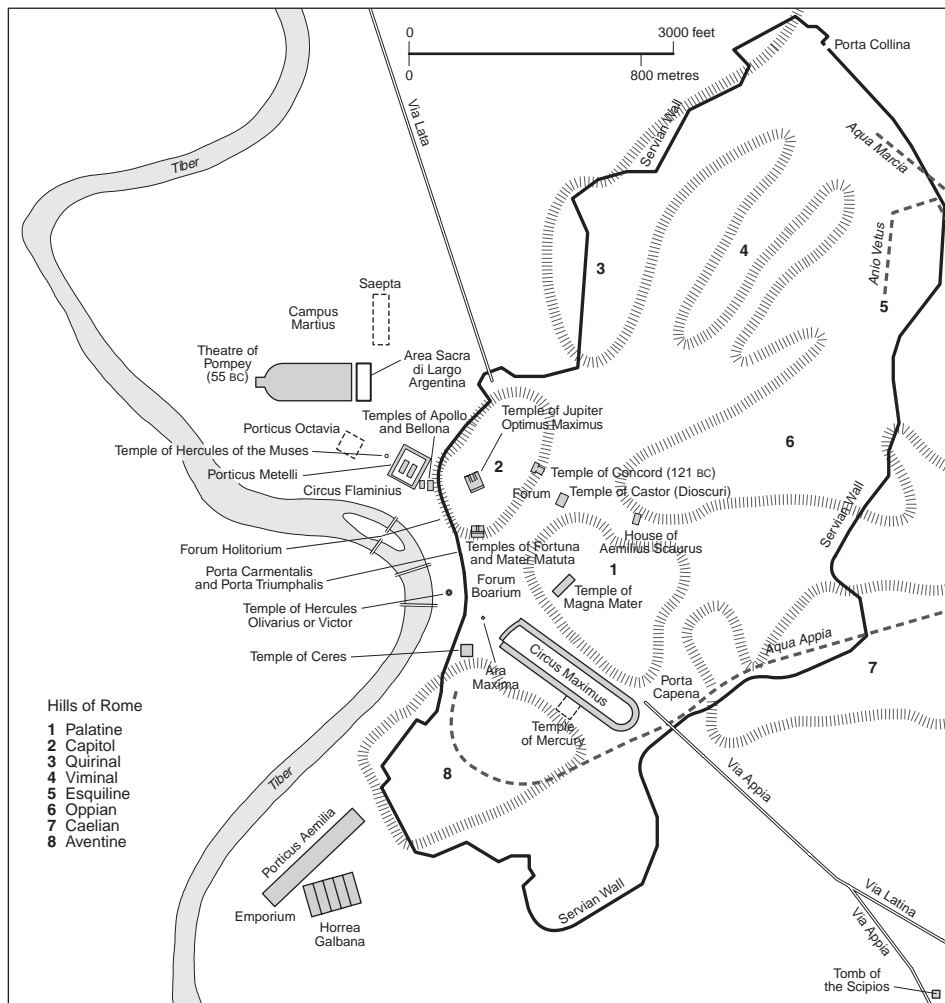 0
3000 feet
0
800 metres
Porta Collina
Via Lata
Servian Wall
Aqua Marcia
Tiber
Anio Vetus
4
3
5
Saepta
Campus
Martius
Theatre of
Pompey
(55 BC)
Area Sacra
di Largo
Argentina
Temples of Apollo
and Bellona
Temple of Jupiter
Optimus Maximus
Porticus Octavia
Temple of Hercules of the Muses
6
2
Porticus Metelli
Temple of Concord (121 BC)
Circus Flaminius
Forum
Temple of Castor (Dioscuri)
Servian Wall
House of
Aemilius Scaurus
Forum Holitorium
Temples of Fortuna
and Mater Matuta
Porta Carmentalis
and Porta Triumphalis
1
Forum
Boarium
Temple of
Magna Mater
Temple of Hercules
Olivarius or Victor
Aqua Appia
Temple of Ceres
Circus Maximus
7
Ara
Maxima
Porta
Capena
Temple
of Mercury
Hills of Rome
1 Palatine
2 Capitol
3 Quirinal
4 Viminal
5 Esquiline
6 Oppian
7 Caelian
8 Aventine
8
Tiber
Via Appia
Porticus Aemilia
Emporium
Horrea
Galbana
Servian Wall
Via Latina
Via Appia
Tomb of
the Scipios